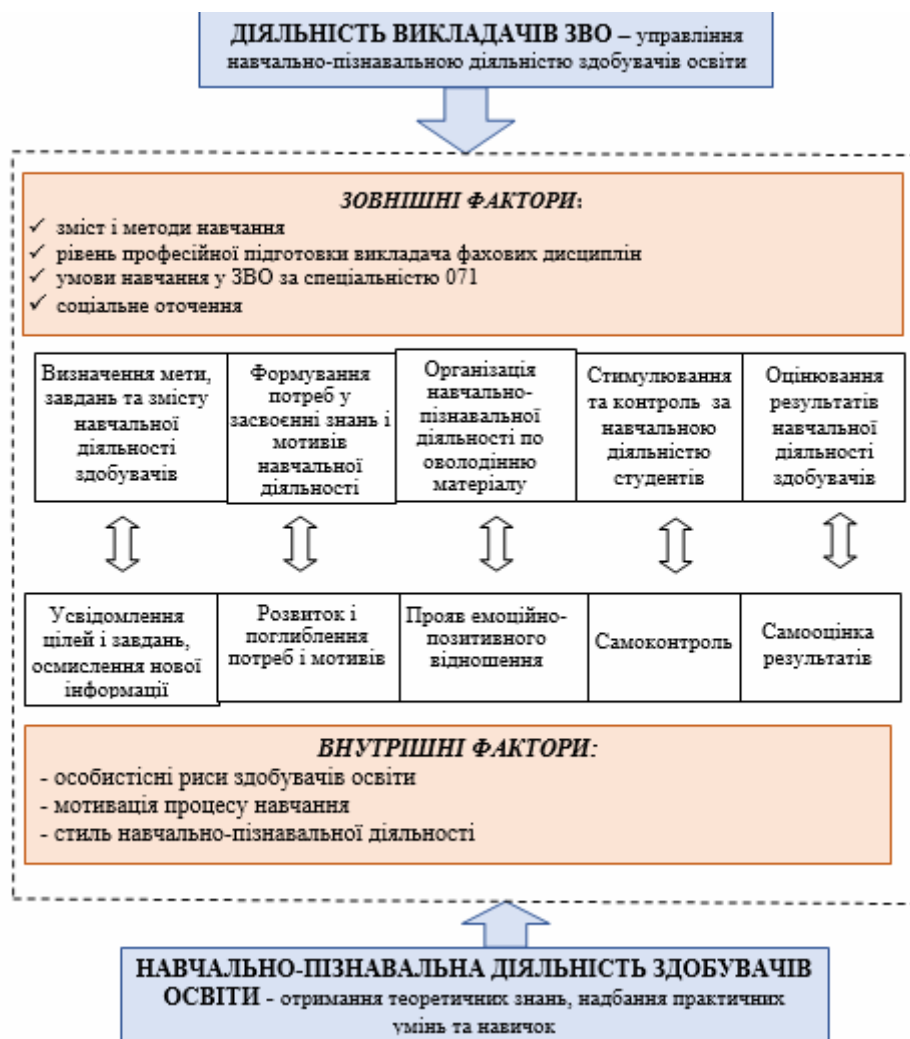 ДІЯЛЬНІСТЬ ВИКЛАДАЧІВ ЗВО – управління
навчально-пізнавальною діяльністю здобувачів освіти
ЗОВНІШНІ ФАКТОРИ:
✓ зміст і методи навчання
✓ рівень професійної підготовки викладача фахових дисциплін
✓ умови навчання у ЗВО за спеціальністю 071
✓ соціальне оточення
Визначення мети,
завдань та змісту
навчальної
діяльності
здобувачів
Формування
потреб у
засвоєнні знань і
мотивів
навчальної
діяльності
Організація
навчально-
пізнавальної
діяльності по
оволодінню
матеріалу
Стимулювання
та контроль за
навчальною
діяльністю
студентів
Оцінювання
результатів
навчальної
діяльності
здобувачів
Усвідомлення
цілей і завдань,
осмислення нової
інформації
Розвиток і
поглиблення
потреб і мотивів
Прояв емоційно-
позитивного
відношення
Самоконтроль
Самооцінка
результатів
ВНУТРІШНІ ФАКТОРИ:
- особистісні риси здобувачів освіти
- мотивація процесу навчання
- стиль навчально-пізнавальної діяльності
НАВЧАЛЬНО-ПІЗНАВАЛЬНА ДІЯЛЬНІСТЬ ЗДОБУВАЧІВ
ОСВІТИ - отримання теоретичних знань, надбання практичних
умінь та навичок